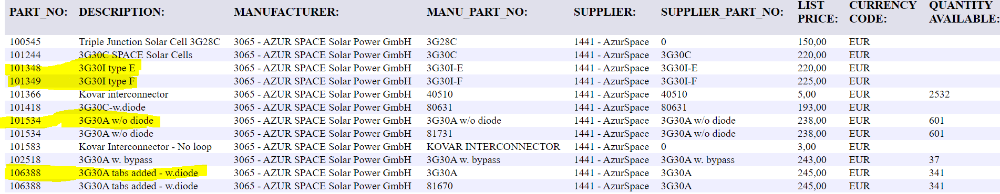 PART_NO: DESCRIPTION: MANUFACTURER: MANU_PART_NO: SUPPLIER: SUPPLIER_PART_NO: LIST PRICE: CURRENCY CODE: QUANTITY AVAILABLE:
100545 Triple Junction Solar Cell 3G28C 3065 - AZUR SPACE Solar Power GmbH 3G28C 1441 - AzurSpace 0 150,00 EUR
101244 3G30C SPACE Solar Cells 3065 - AZUR SPACE Solar Power GmbH 3G30C 1441 - AzurSpace 3G30C 220,00 EUR
101348 3G30I type E 3065 - AZUR SPACE Solar Power GmbH 3G30I-E 1441 - AzurSpace 3G30I-E 220,00 EUR
101349 3G30I type F 3065 - AZUR SPACE Solar Power GmbH 3G30I-F 1441 - AzurSpace 3G30I-F 225,00 EUR
101366 Kovar interconnector 3065 - AZUR SPACE Solar Power GmbH 40510 1441 - AzurSpace 40510 5,00 EUR 2532
101418 3G30C-w.diode 3065 - AZUR SPACE Solar Power GmbH 80631 1441 - AzurSpace 80631 193,00 EUR
101534 3G30A w/o diode 3065 - AZUR SPACE Solar Power GmbH 3G30A w/o diode 1441 - AzurSpace 3G30A w/o diode 238,00 EUR 601
101534 3G30A w/o diode 3065 - AZUR SPACE Solar Power GmbH 81731 1441 - AzurSpace 3G30A w/o diode 238,00 EUR 601
101583 Kovar Interconnector - No loop 3065 - AZUR SPACE Solar Power GmbH KOVAR INTERCONNECTOR 1441 - AzurSpace 0 3,00 EUR
102518 3G30A w. bypass 3065 - AZUR SPACE Solar Power GmbH 3G30A w. bypass 1441 - AzurSpace 3G30A w. bypass 243,00 EUR 37
106388 3G30A tabs added - w.diode 3065 - AZUR SPACE Solar Power GmbH 3G30A 1441 - AzurSpace 3G30A 245,00 EUR 341
106388 3G30A tabs added - w.diode 3065 - AZUR SPACE Solar Power GmbH 81670 1441 - AzurSpace 3G30A 245,00 EUR 341